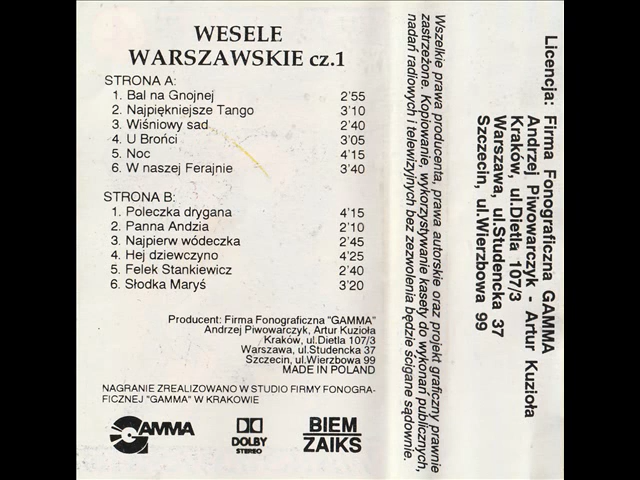 WESELE
WARSZAWSKIE cz.1
STRONA A:
1. Bal na Gnojnej 2'55
2. Najpiękniejsze Tango 3'10
3. Wiśniowy sad 2'40
4. U Brońci 3'05
5. Noc 4'15
6. W naszej Ferajnie 3'40
STRONA B:
1. Poleczka drygana 4'15
2. Panna Andzia 2'10
3. Najpierw wódeczka 2'45
4. Hej dziewczyno 4'25
5. Felek Stankiewicz 2'40
6. Słodka Maryś 3'20
Producent: Firma Fonograficzna "GAMMA"
Andrzej Piwowarczyk, Artur Kuzioła
Kraków, ul.Dietla 107/3
Warszawa, ul.Studencka 37
Szczecin, ul.Wierzbowa 99
MADE IN POLAND
NAGRANIE ZREALIZOWANO W STUDIO FIRMY FONOGRA-
FICZNEJ "GAMMA" W KRAKOWIE
GAMMA
DOLBY
STEREO
BIEM
ZAIKS
Wszelkie prawa producenta, prawa autorskie oraz projekt graficzny prawnie
zastrzeżone. Kopiowanie, wykorzystywanie kasety do wykonań publicznych,
nadań radiowych i telewizyjnych bez zezwolenia będzie ścigane sądownie.
Licencja: Firma Fonograficzna GAMMA
Andrzej Piwowarczyk - Artur Kuzioła
Kraków, ul.Dietla 107/3
Warszawa, ul.Studencka 37
Szczecin, ul.Wierzbowa 99